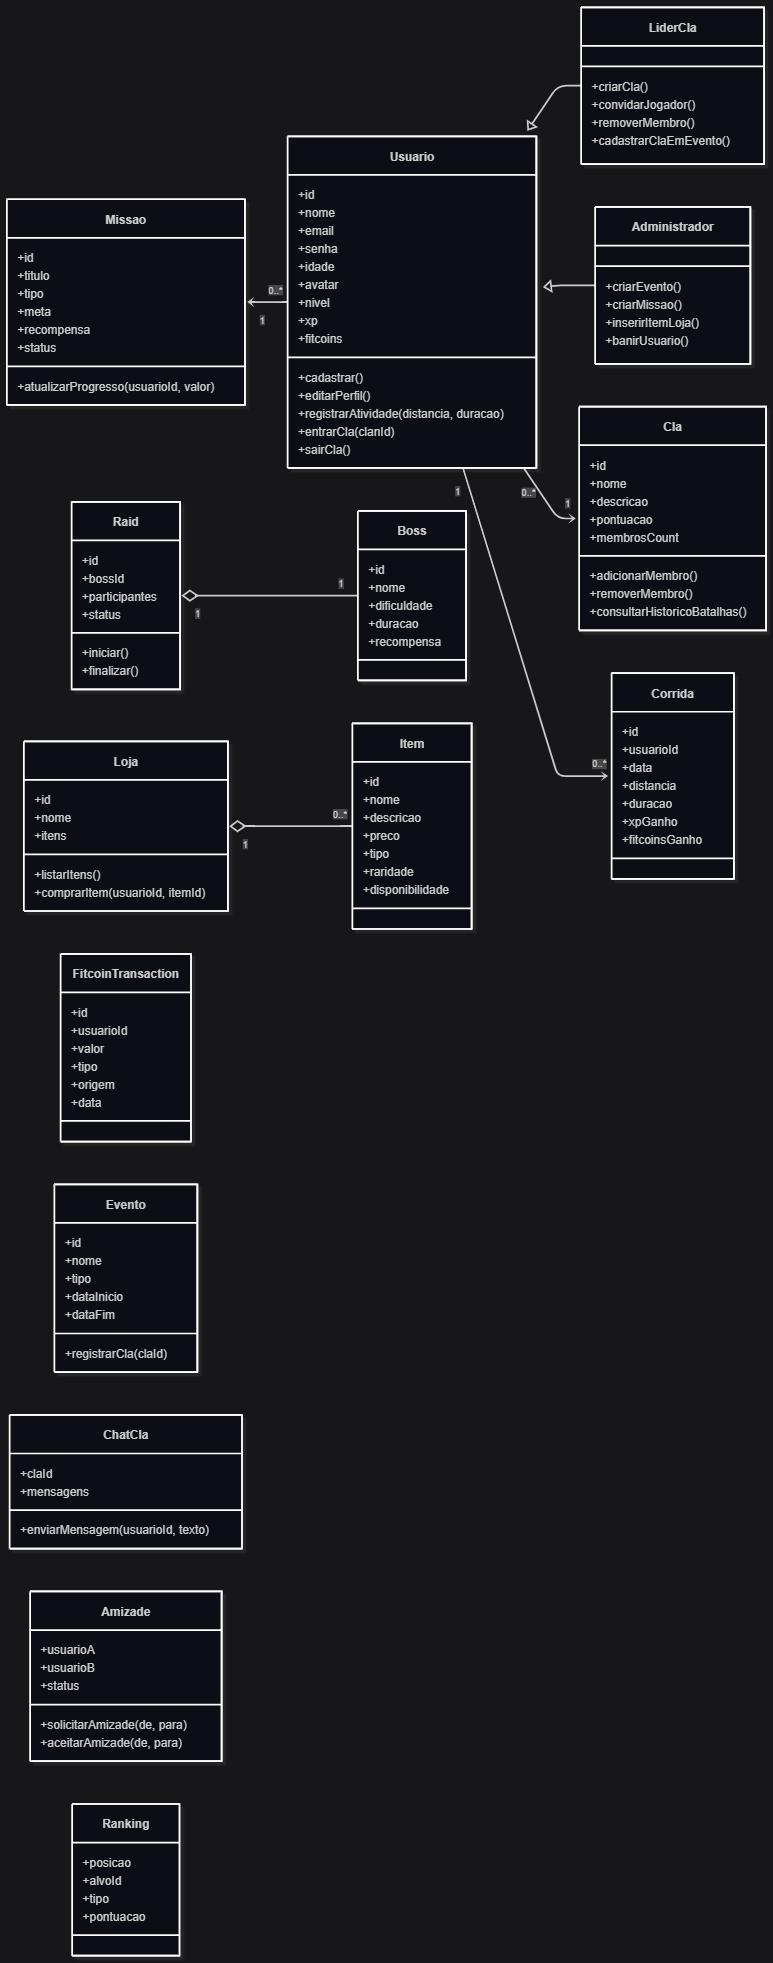 LiderCla
+criarCla()
+convidarJogador()
+removerMembro()
+cadastrarClaEmEvento()
Usuario
+id
+nome
+email
+senha
+idade
+avatar
+nivel
+xp
+fitcoins
+cadastrar()
+editarPerfil()
+registrarAtividade(distancia, duracao)
+entrarCla(clanId)
+sairCla()
Missao
+id
+titulo
+tipo
+meta
+recompensa
+status
+atualizarProgresso(usuarioId, valor)
0..*
1
Administrador
+criarEvento()
+criarMissao()
+inserirItemLoja()
+banirUsuario()
Cla
+id
+nome
+descricao
+pontuacao
+membrosCount
+adicionarMembro()
+removerMembro()
+consultarHistoricoBatalhas()
1
0..*
1
Raid
+id
+bossId
+participantes
+status
+iniciar()
+finalizar()
1
1
Boss
+id
+nome
+dificuldade
+duracao
+recompensa
Corrida
+id
+usuarioId
+data
+distancia
+duracao
+xpGanho
+fitcoinsGanho
0..*
Loja
+id
+nome
+itens
+listarItens()
+comprarItem(usuarioId, itemId)
1
0..*
Item
+id
+nome
+descricao
+preco
+tipo
+raridade
+disponibilidade
FitcoinTransaction
+id
+usuarioId
+valor
+tipo
+origem
+data
Evento
+id
+nome
+tipo
+dataInicio
+dataFim
+registrarCla(claId)
ChatCla
+claId
+mensagens
+enviarMensagem(usuarioId, texto)
Amizade
+usuarioA
+usuarioB
+status
+solicitarAmizade(de, para)
+aceitarAmizade(de, para)
Ranking
+posicao
+alvoId
+tipo
+pontuacao